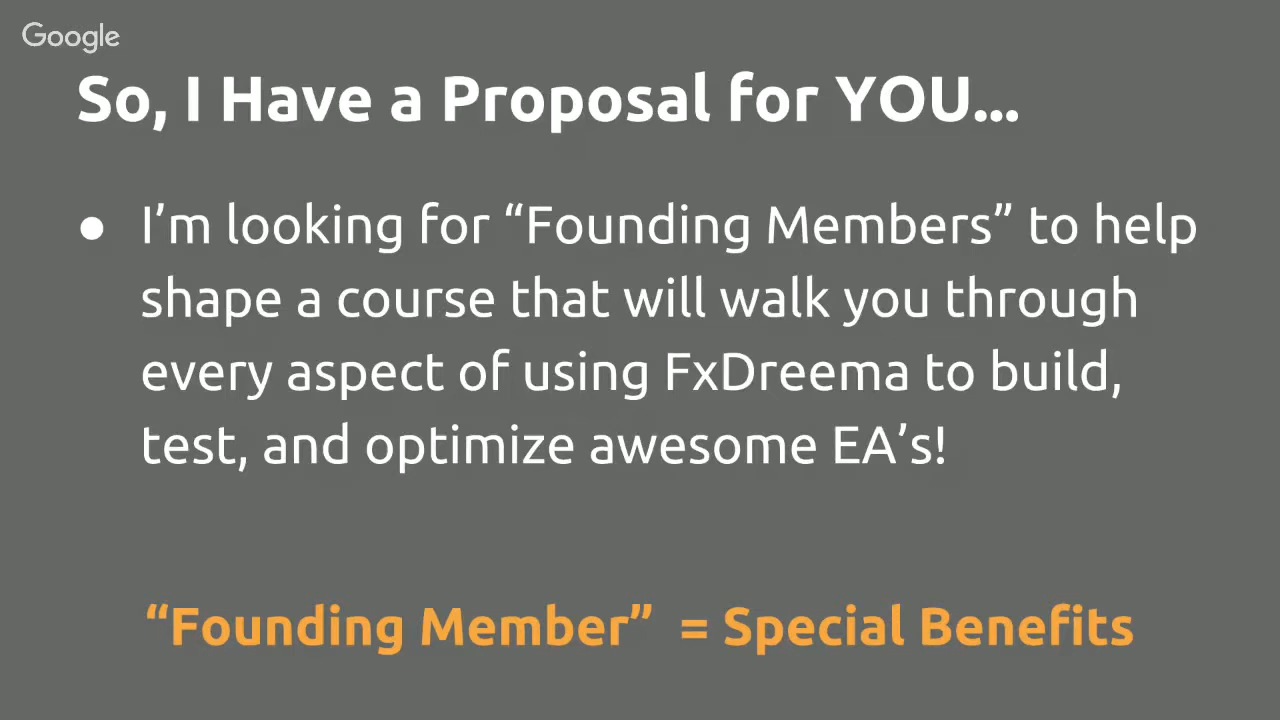 Google
So, I Have a Proposal for YOU...
● I’m looking for “Founding Members” to help
shape a course that will walk you through
every aspect of using FxDreema to build,
test, and optimize awesome EA’s!
“Founding Member” = Special Benefits